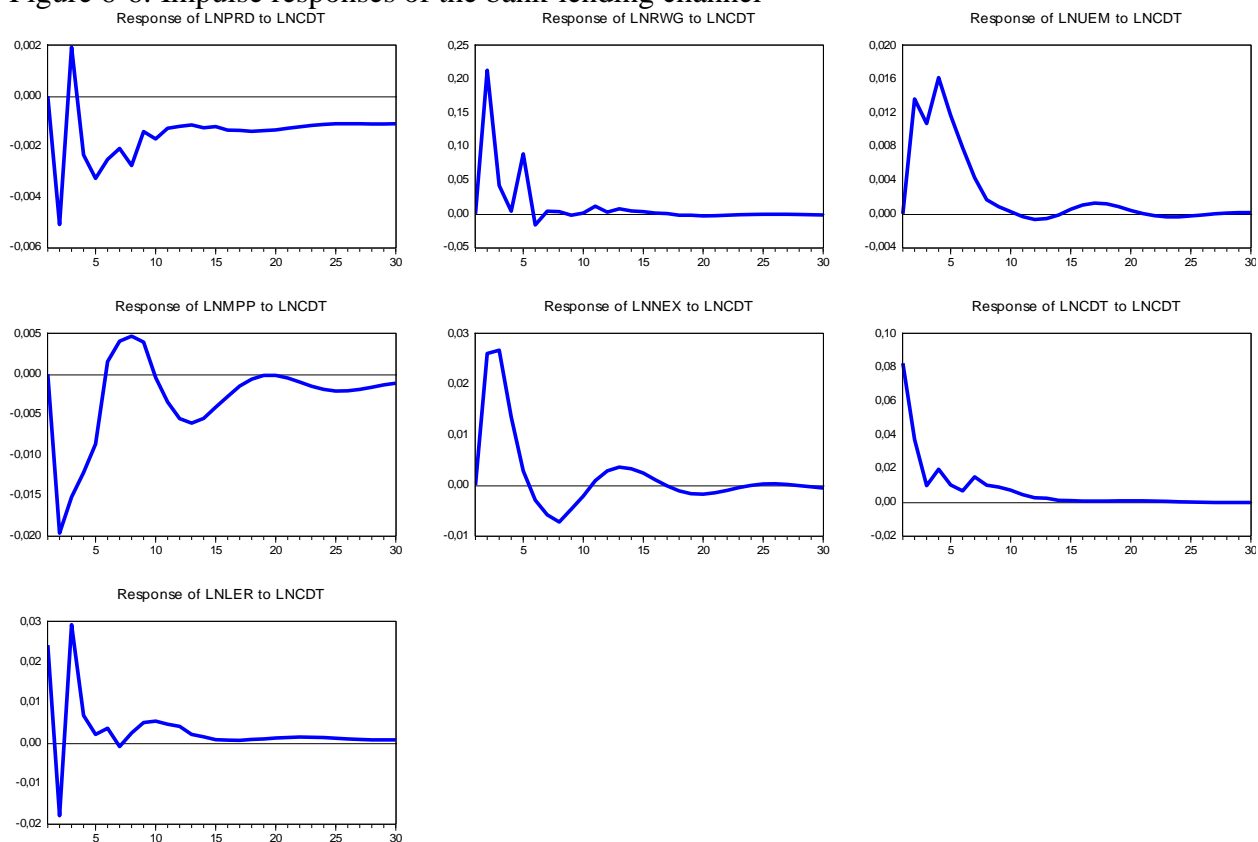 Figure 6-6: Impulse responses of the bank-lending channel
Response of LNPRD to LNCDT
0,002
0,000
-0,002
-0,004
-0,006
5 10 15 20 25 30
Response of LNRWG to LNCDT
0,25
0,20
0,15
0,10
0,05
0,00
-0,05
5 10 15 20 25 30
Response of LNUEM to LNCDT
0,020
0,016
0,012
0,008
0,004
0,000
-0,004
5 10 15 20 25 30
Response of LNMPP to LNCDT
0,005
0,000
-0,005
-0,010
-0,015
-0,020
5 10 15 20 25 30
Response of LNNEX to LNCDT
0,03
0,02
0,01
0,00
-0,01
5 10 15 20 25 30
Response of LNCDT to LNCDT
0,10
0,08
0,06
0,04
0,02
0,00
-0,02
5 10 15 20 25 30
Response of LNLER to LNCDT
0,03
0,02
0,01
0,00
-0,01
-0,02
5 10 15 20 25 30